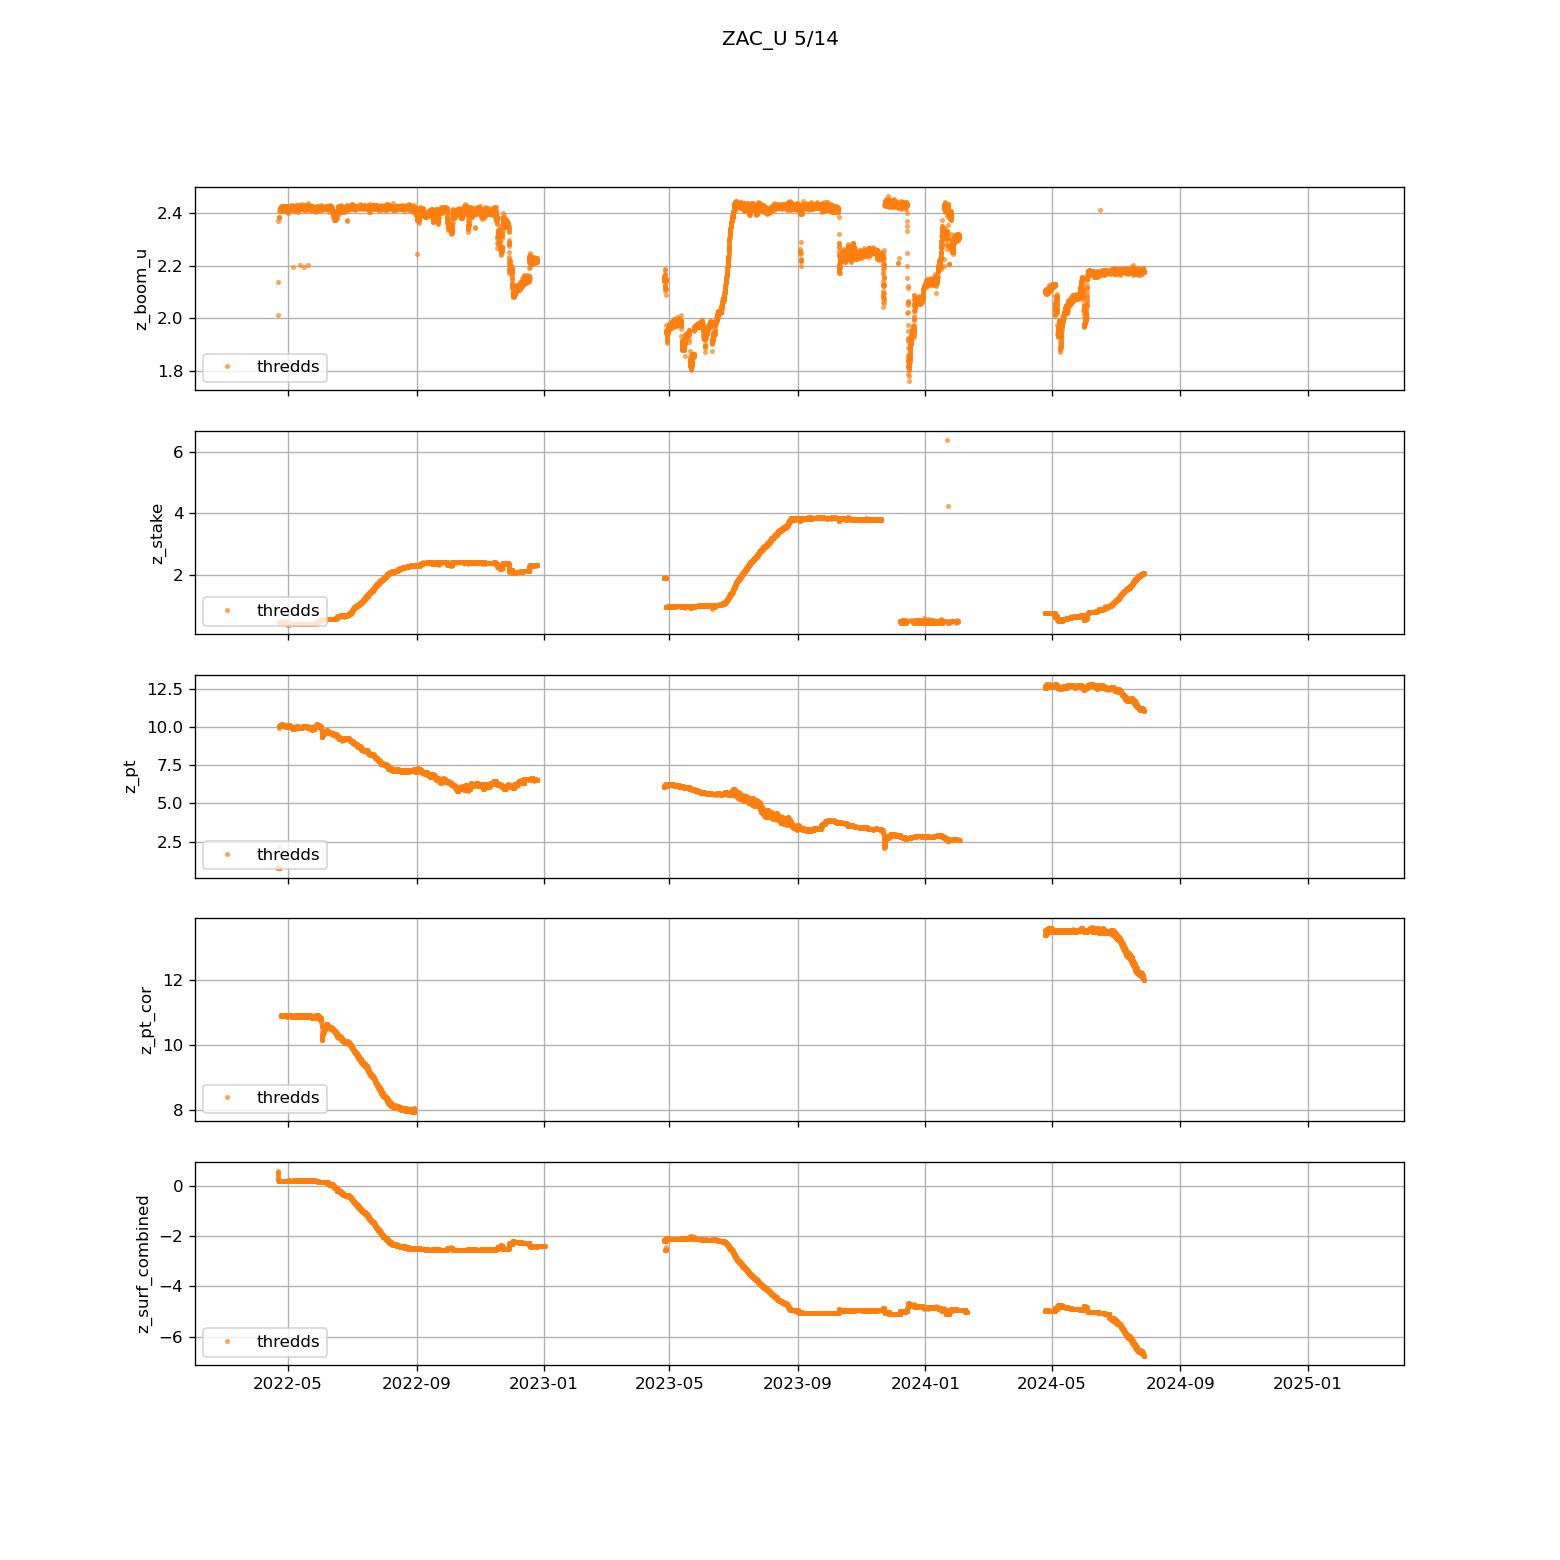 ZAC_U 5/14
2.4
2.2
2.0
1.8
z_boom_u
thredds
6
4
2
z_stake
thredds
12.5
10.0
7.5
5.0
2.5
z_pt
thredds
12
10
8
z_pt_cor
thredds
0
−2
−4
−6
z_surf_combined
thredds
2022-05 2022-09 2023-01 2023-05 2023-09 2024-01 2024-05 2024-09 2025-01